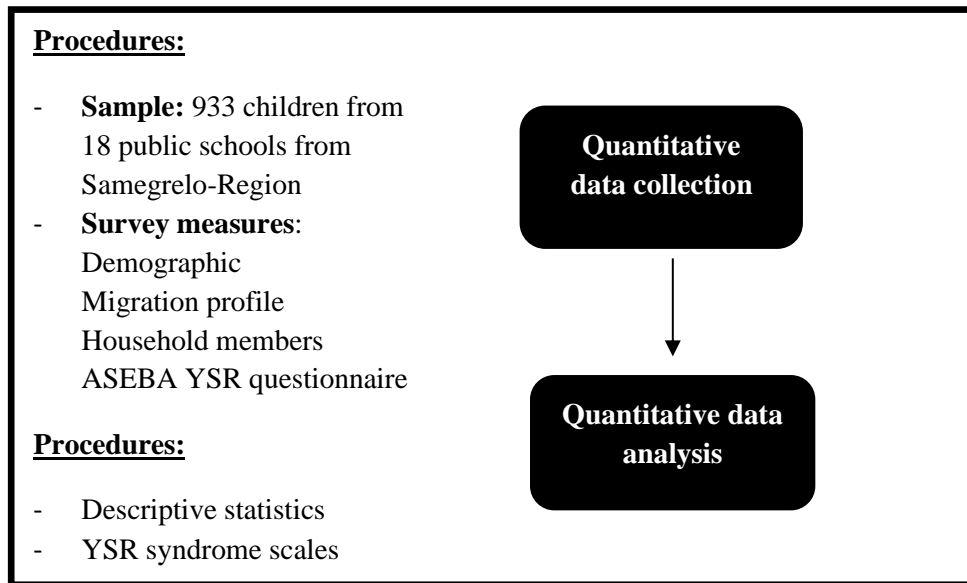 Procedures:
- Sample: 933 children from
18 public schools from
Samegrelo-Region
- Survey measures:
Demographic
Migration profile
Household members
ASEBA YSR questionnaire
Procedures:
- Descriptive statistics
- YSR syndrome scales
Quantitative
data collection
Quantitative data
analysis